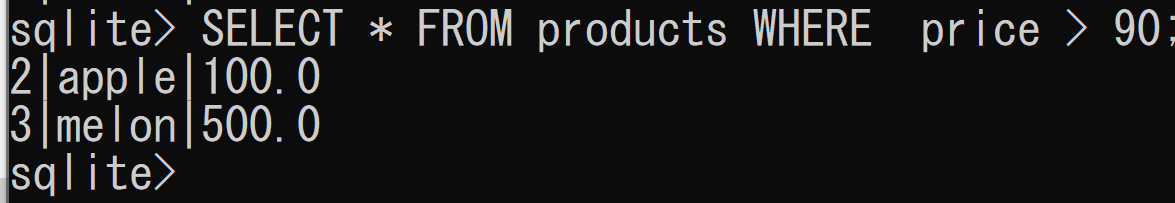 sqlite> SELECT * FROM products WHERE  price > 90;
2|apple|100.0
3|melon|500.0
sqlite>